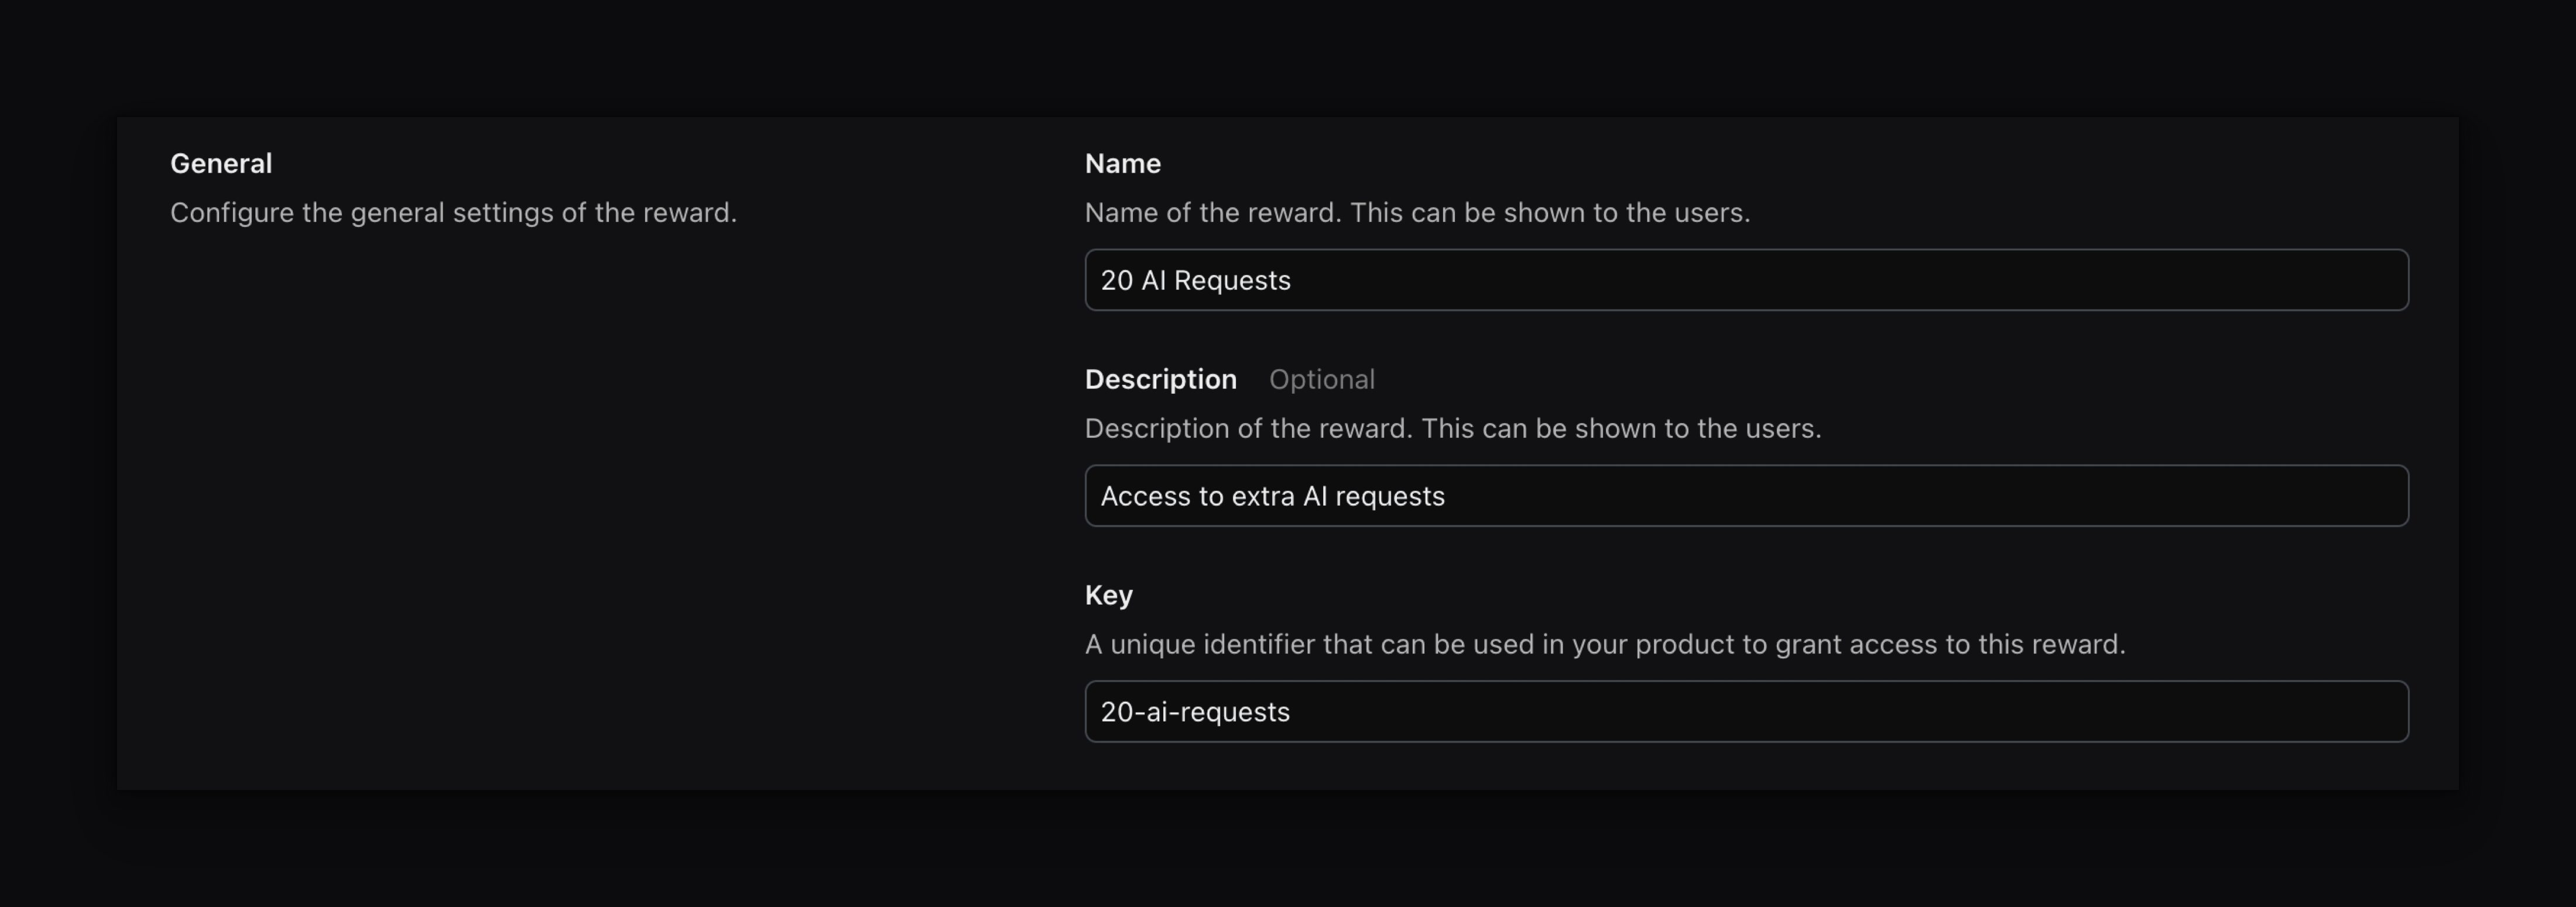 General
Configure the general settings of the reward.
Name
Name of the reward. This can be shown to the users.
20 AI Requests
Description Optional
Description of the reward. This can be shown to the users.
Access to extra AI requests
Key
A unique identifier that can be used in your product to grant access to this reward.
20-ai-requests